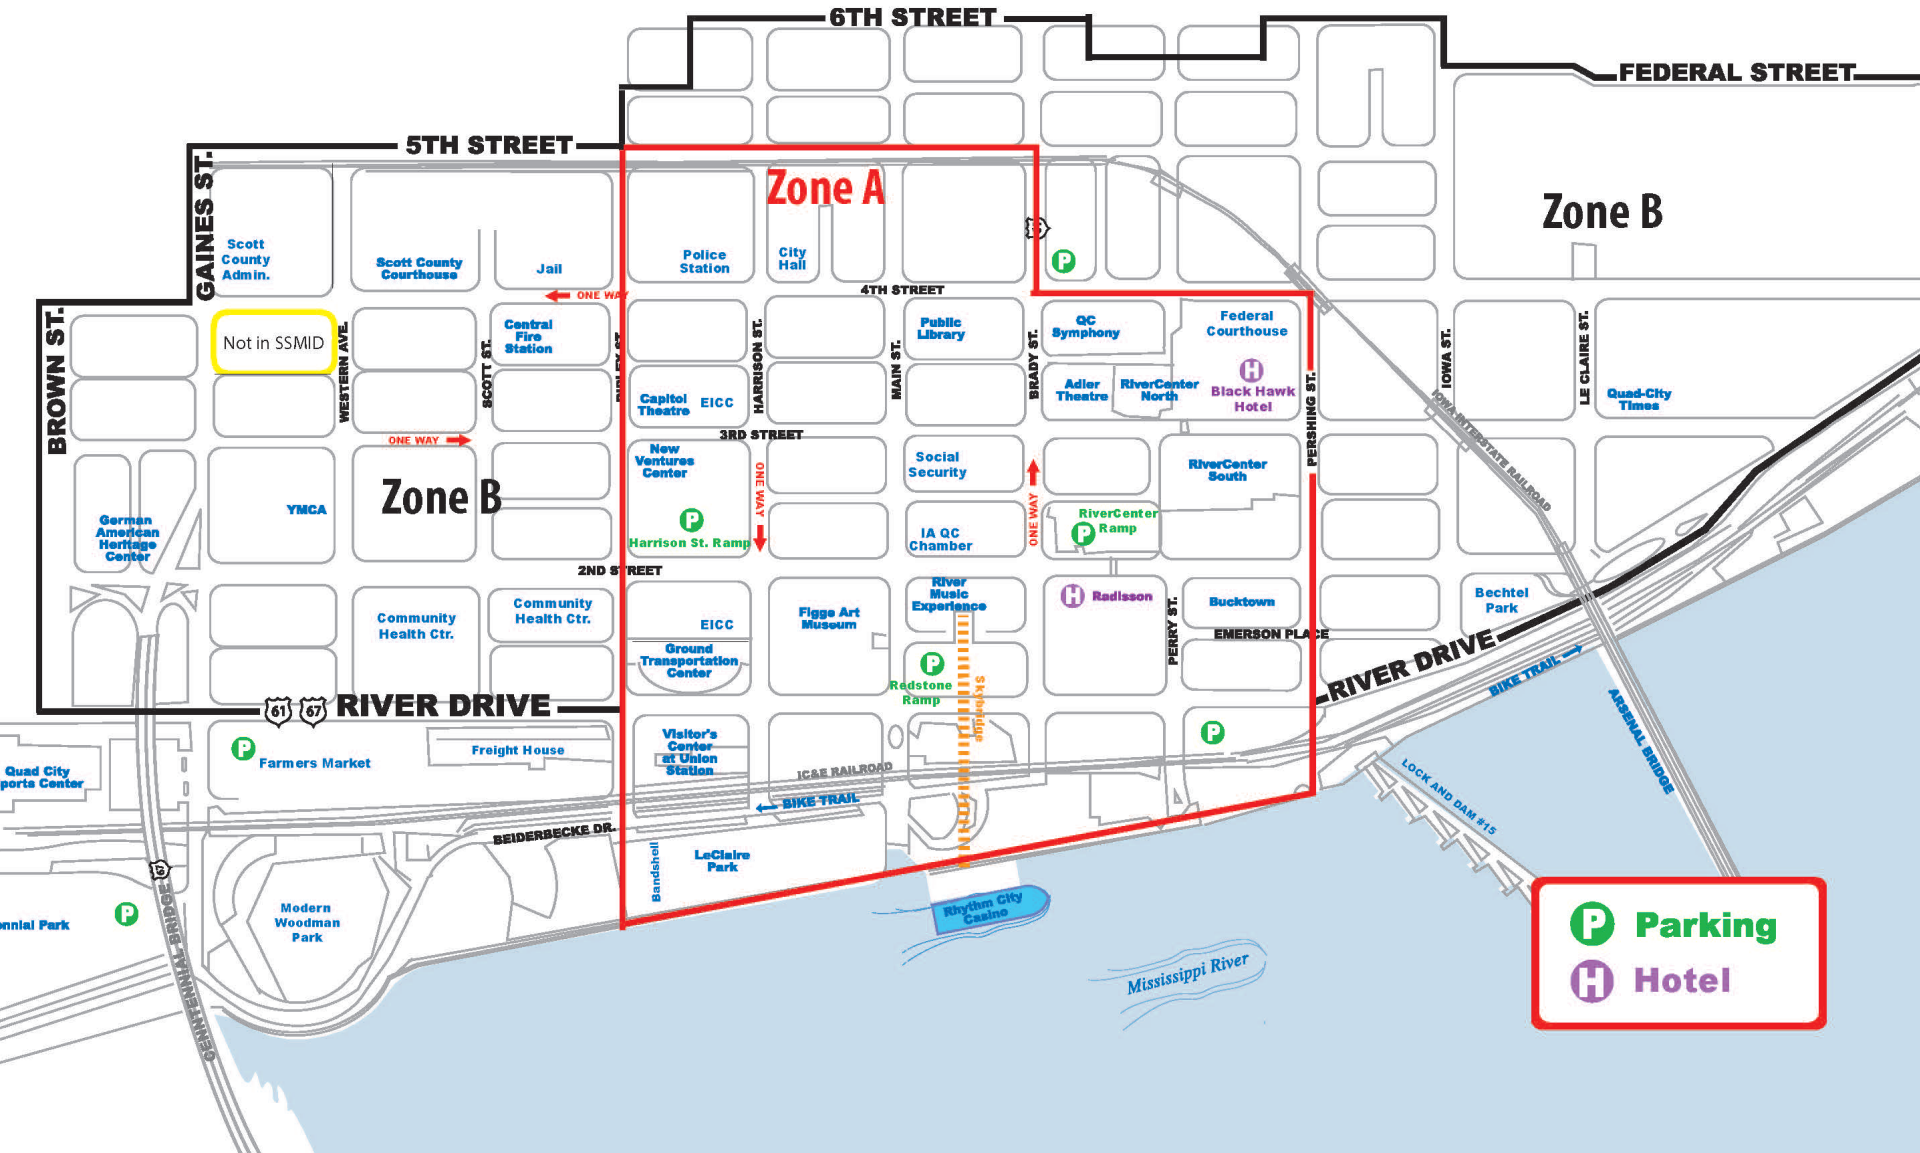 6TH STREET
FEDERAL STREET
5TH STREET
GAINES ST.
Zone A
Zone B
Scott
County
Admin.
Scott County
Courthouse
Jail
Police
Station
City
Hall
P
ONE WAY
4TH STREET
BROWN ST.
Not in SSMID
WESTERN AVE.
SCOTT ST.
Central
Fire
Station
HARRISON ST.
MAIN ST.
Public
Library
BRADY ST.
QC
Symphony
Federal
Courthouse
H
Black Hawk
Hotel
PERSHING ST.
IOWA ST.
LE CLAIRE ST.
Quad-City
Times
Capitol
Theatre
EICC
Adler
Theatre
RiverCenter
North
IOWA INTERSTATE RAILROAD
ONE WAY
3RD STREET
Zone B
YMCA
German
American
Heritage
Center
New
Ventures
Center
P
Harrison St. Ramp
ONE WAY
Social
Security
IA QC
Chamber
ONE WAY
RiverCenter
Ramp
P
RiverCenter
South
2ND STREET
Community
Health Ctr.
Community
Health Ctr.
EICC
Ground
Transportation
Center
Figge Art
Museum
River
Music
Experience
H
Radisson
PERRY ST.
Bucktown
EMERSON PLACE
Bechtel
Park
P
Redstone
Ramp
Skybridge
61
67
RIVER DRIVE
RIVER DRIVE
BIKE TRAIL
ARSENAL BRIDGE
P
Farmers Market
Freight House
Visitor's
Center
at Union
Station
IC&E RAILROAD
BIKE TRAIL
P
Quad City
ports Center
BEIDERBECKE DR.
LOCK AND DAM #15
67
Bandshell
LeClaire
Park
Rhythm City
Casino
nnial Park
P
CENNTENNIAL BRIDGE
Modern
Woodman
Park
Mississippi River
P Parking
H Hotel